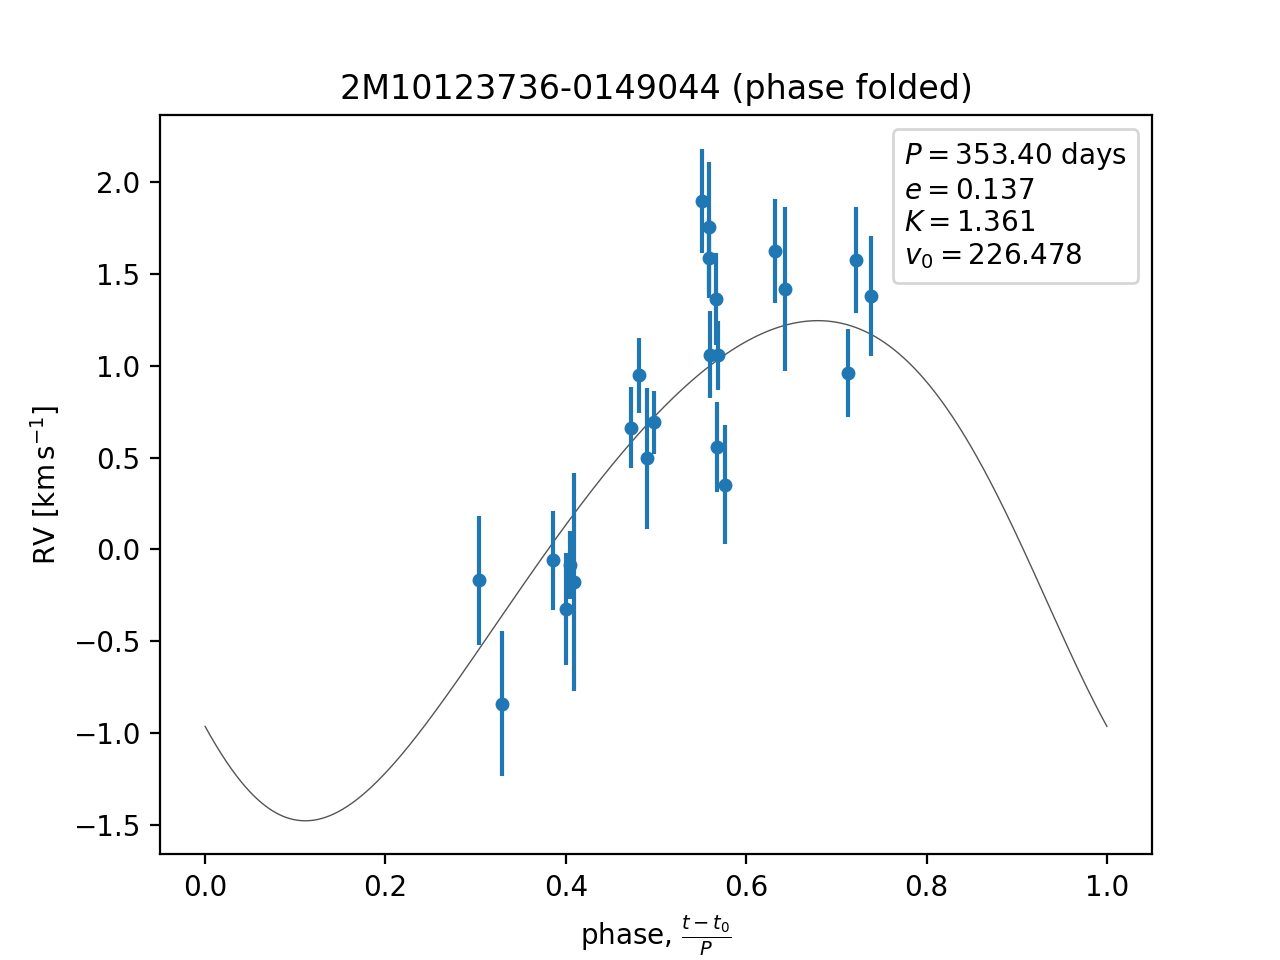 2M10123736-0149044 (phase folded)
P = 353.40 days
e = 0.137
K = 1.361
v₀ = 226.478
2.0
1.5
1.0
0.5
0.0
−0.5
−1.0
−1.5
RV [km s⁻¹]
0.0 0.2 0.4 0.6 0.8 1.0
phase, (t − t₀)/P